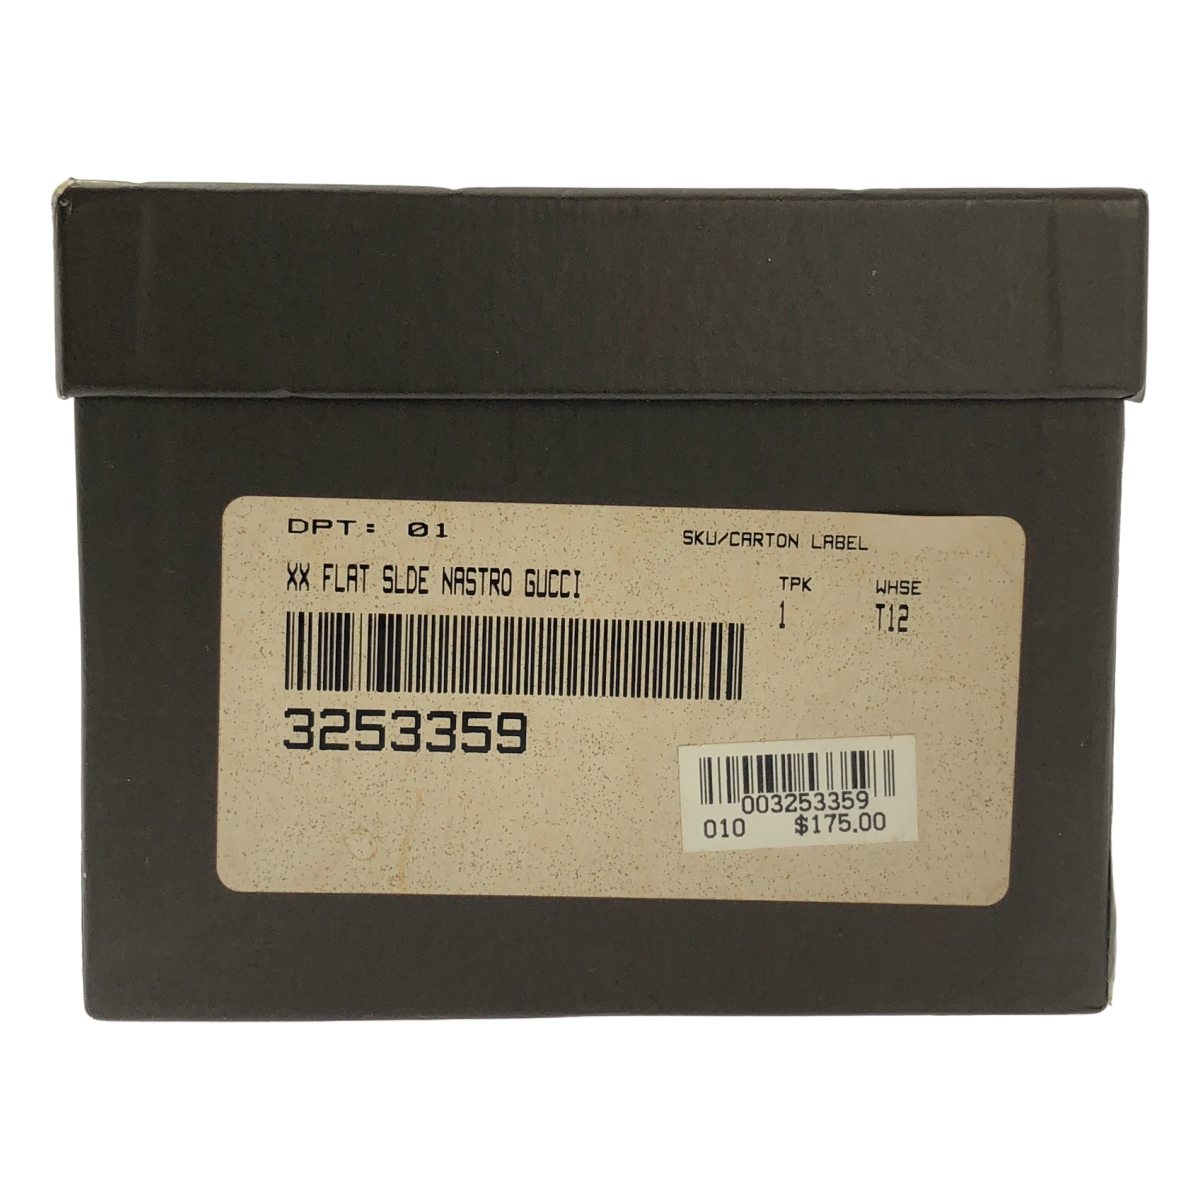 DPT: 01
SKU/CARTON LABEL
XX FLAT SLDE NASTRO GUCCI
TPK WHSE
1 T12
3253359
003253359
010 $175.00